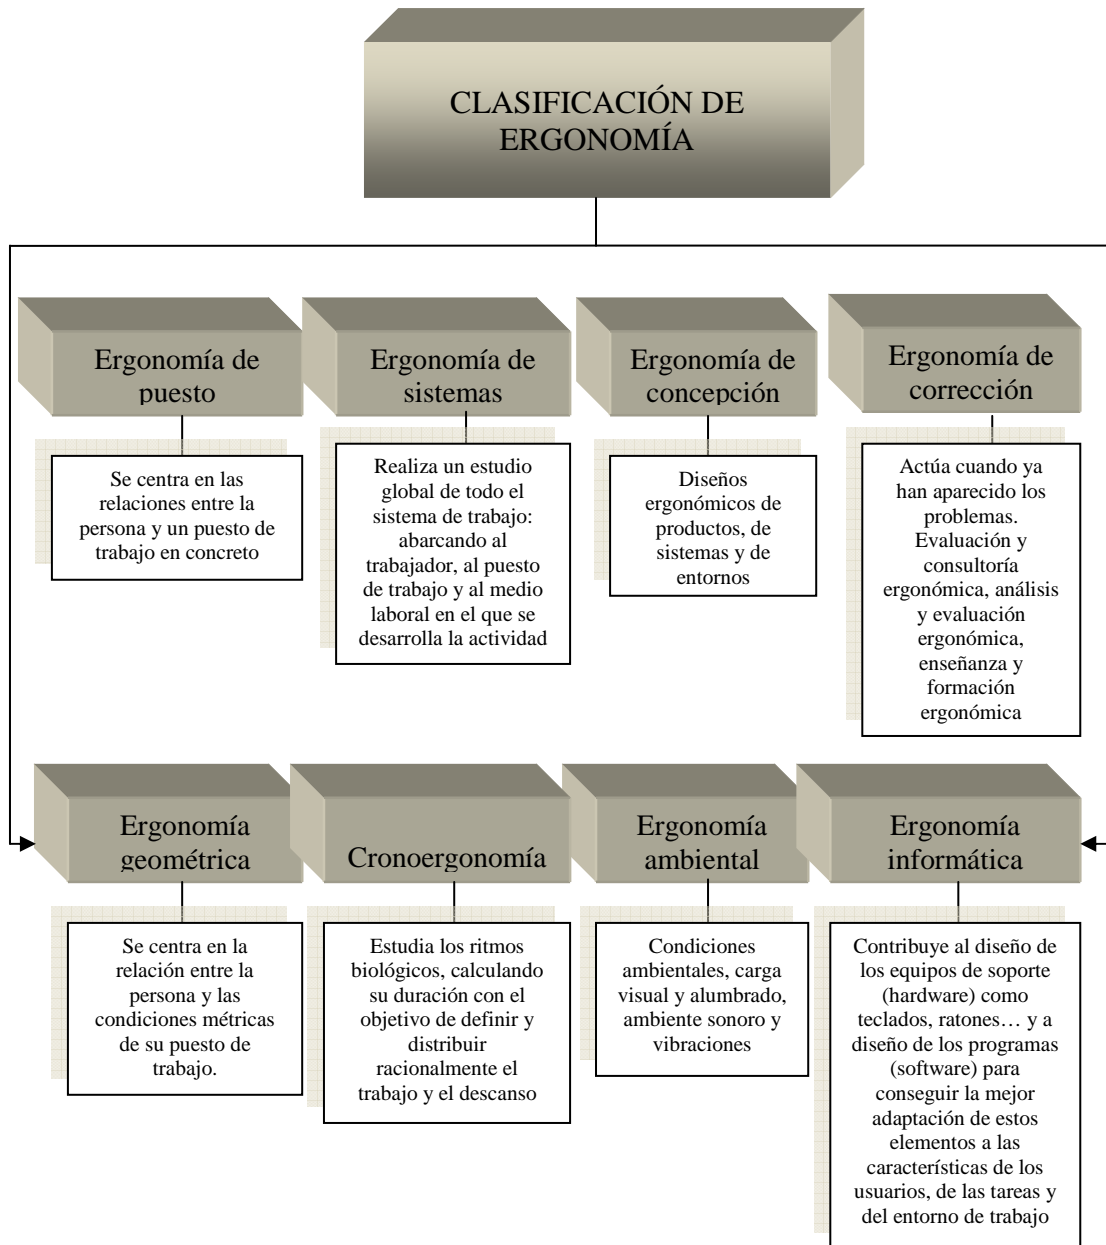 CLASIFICACIÓN DE
ERGONOMÍA
Ergonomía de
puesto
Se centra en las
relaciones entre la
persona y un puesto de
trabajo en concreto
Ergonomía de
sistemas
Realiza un estudio
global de todo el
sistema de trabajo:
abarcando al
trabajador, al puesto
de trabajo y al medio
laboral en el que se
desarrolla la actividad
Ergonomía de
concepción
Diseños
ergonómicos de
productos, de
sistemas y de
entornos
Ergonomía de
corrección
Actúa cuando ya
han aparecido los
problemas.
Evaluación y
consultoría
ergonómica, análisis
y evaluación
ergonómica,
enseñanza y
formación
ergonómica
Ergonomía
geométrica
Se centra en la
relación entre la
persona y las
condiciones métricas
de su puesto de
trabajo.
Cronoergonomía
Estudia los ritmos
biológicos, calculando
su duración con el
objetivo de definir y
distribuir
racionalmente el
trabajo y el descanso
Ergonomía
ambiental
Condiciones
ambientales, carga
visual y alumbrado,
ambiente sonoro y
vibraciones
Ergonomía
informática
Contribuye al diseño de
los equipos de soporte
(hardware) como
teclados, ratones… y a
diseño de los programas
(software) para
conseguir la mejor
adaptación de estos
elementos a las
características de los
usuarios, de las tareas y
del entorno de trabajo